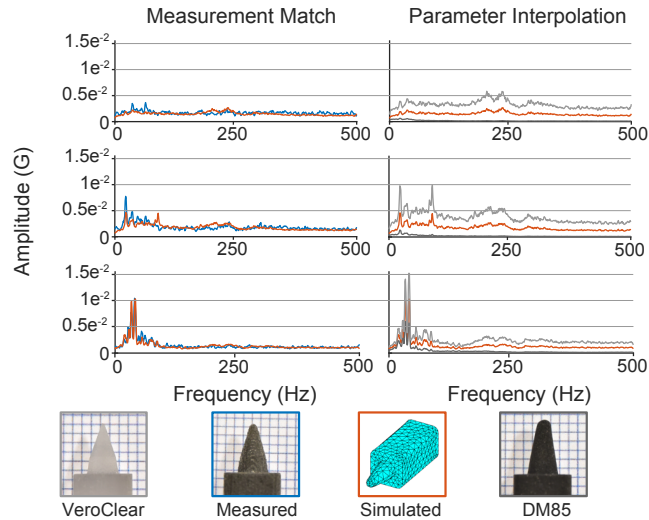 Measurement Match
Parameter Interpolation
Amplitude (G)
1.5e-2
1e-2
0.5e-2
0
0 250 500
0 250 500
1.5e-2
1e-2
0.5e-2
0
0 250 500
0 250 500
1.5e-2
1e-2
0.5e-2
0
0 250 500
0 250 500
Frequency (Hz)
Frequency (Hz)
VeroClear
Measured
Simulated
DM85